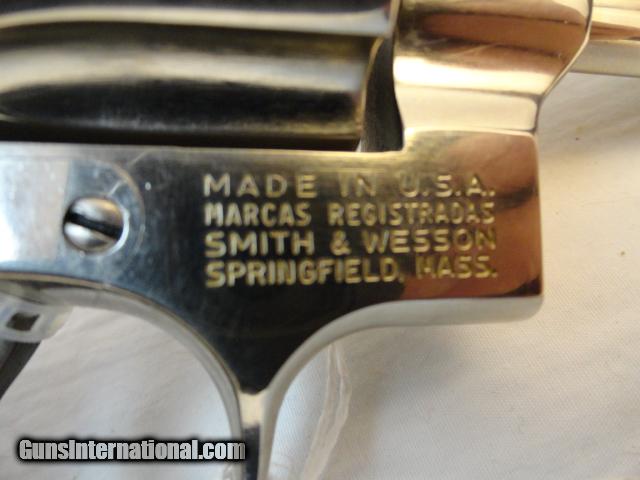 MADE IN U.S.A.
MARCAS REGISTRADAS
SMITH & WESSON
SPRINGFIELD, MASS.
GunsInternational.com